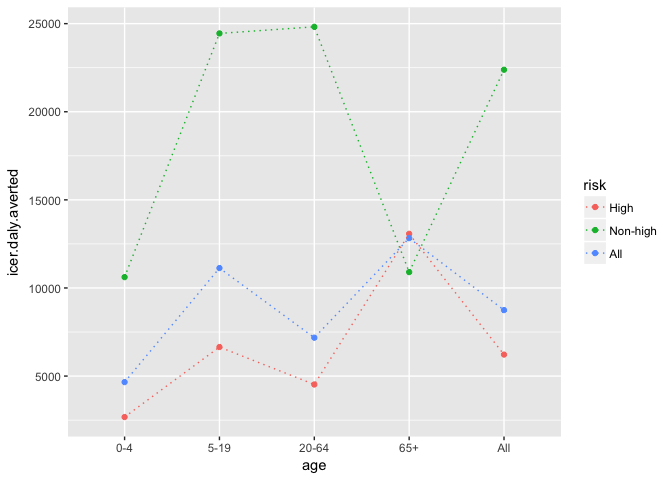 25000
20000
15000
10000
5000
icer.daly.averted
0-4 5-19 20-64 65+ All
age
risk
High
Non-high
All